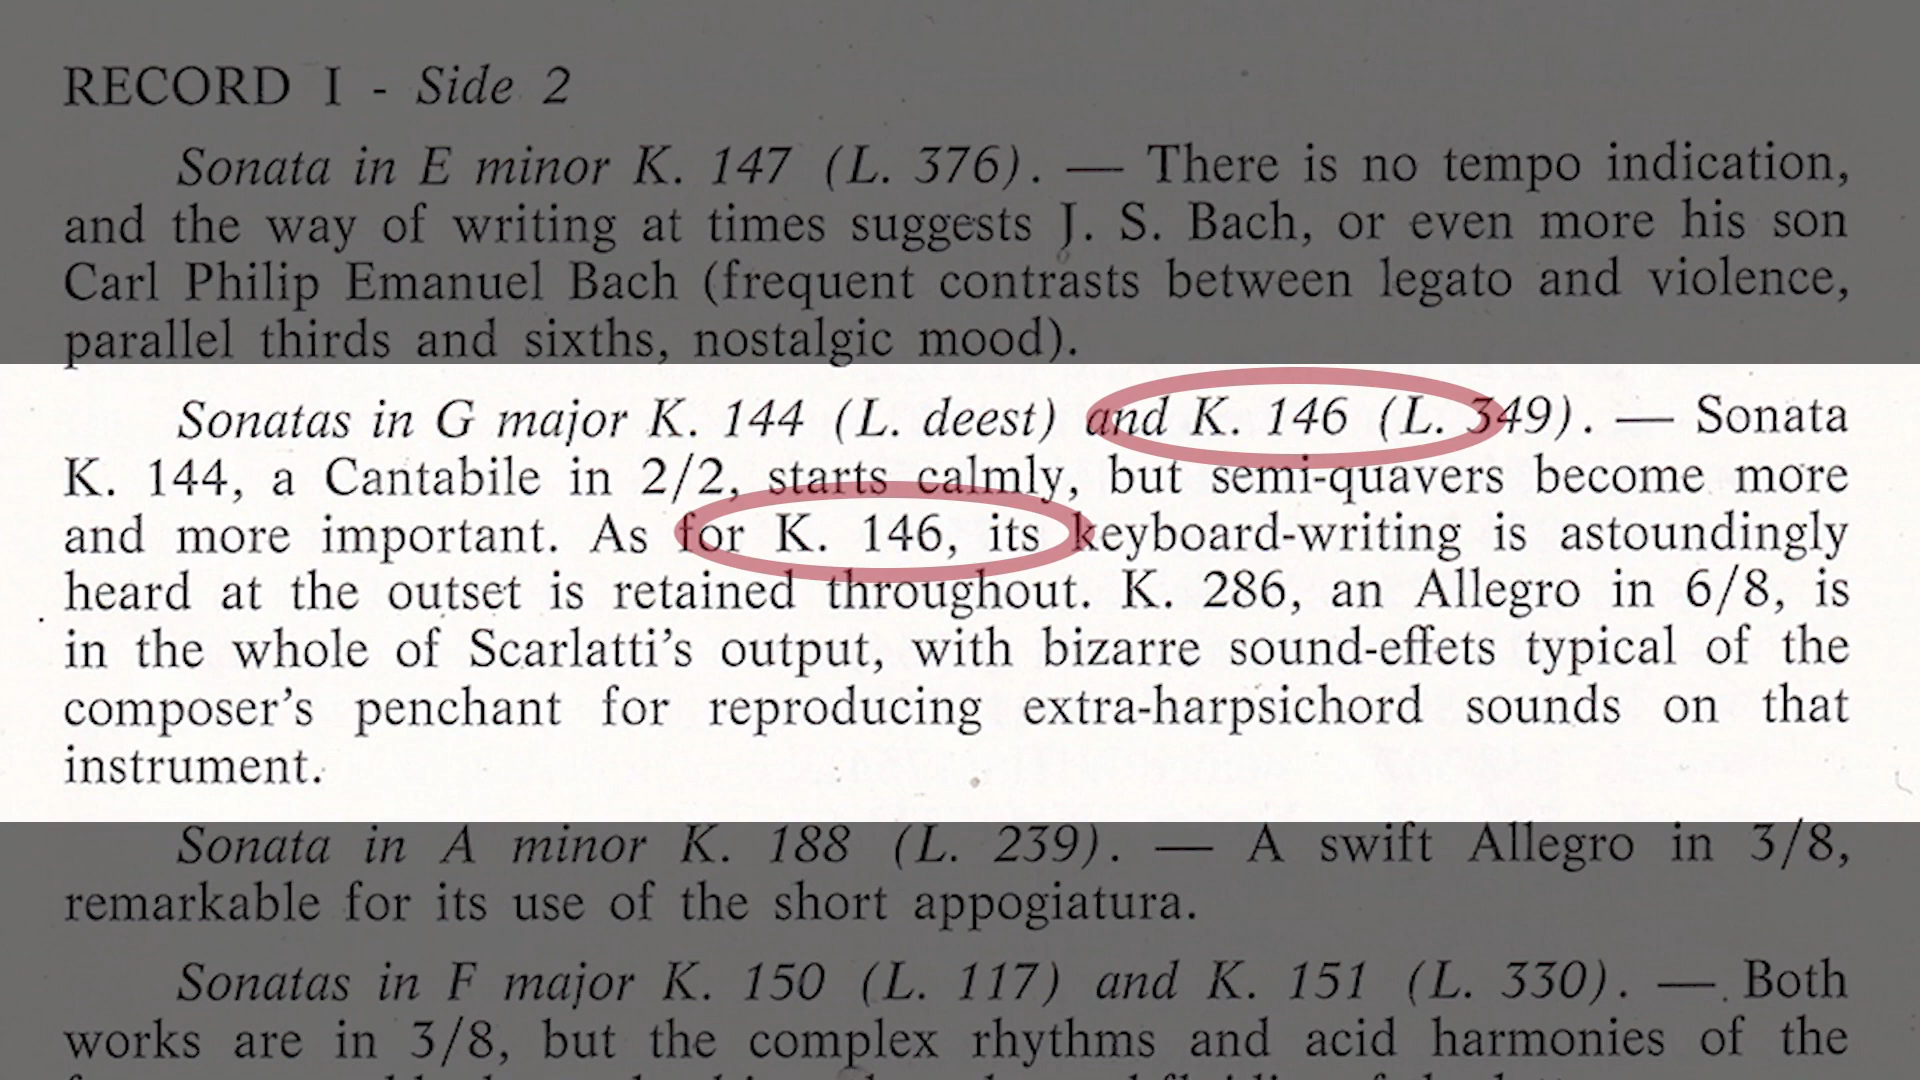 RECORD I - Side 2
Sonata in E minor K. 147 (L. 376). — There is no tempo indication,
and the way of writing at times suggests J. S. Bach, or even more his son
Carl Philip Emanuel Bach (frequent contrasts between legato and violence,
parallel thirds and sixths, nostalgic mood).
Sonatas in G major K. 144 (L. deest) and K. 146 (L. 349). — Sonata
K. 144, a Cantabile in 2/2, starts calmly, but semi-quavers become more
and more important. As for K. 146, its keyboard-writing is astoundingly
heard at the outset is retained throughout. K. 286, an Allegro in 6/8, is
in the whole of Scarlatti's output, with bizarre sound-effets typical of the
composer's penchant for reproducing extra-harpsichord sounds on that
instrument.
Sonata in A minor K. 188 (L. 239). — A swift Allegro in 3/8,
remarkable for its use of the short appogiatura.
Sonatas in F major K. 150 (L. 117) and K. 151 (L. 330). — Both
works are in 3/8, but the complex rhythms and acid harmonies of the